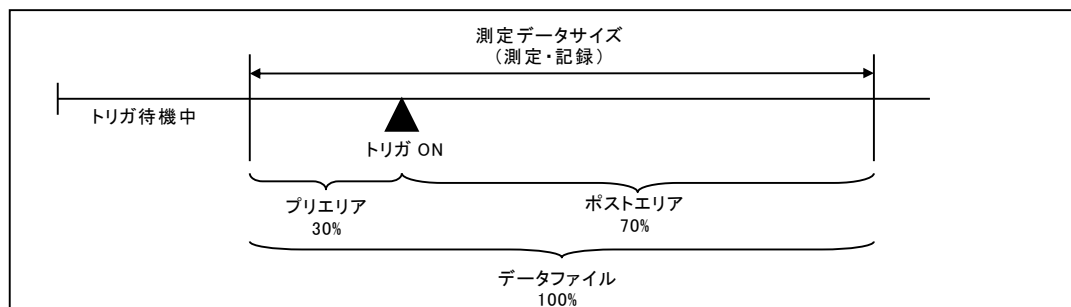 測定データサイズ
(測定・記録)
トリガ待機中
トリガ ON
プリエリア
30%
ポストエリア
70%
データファイル
100%